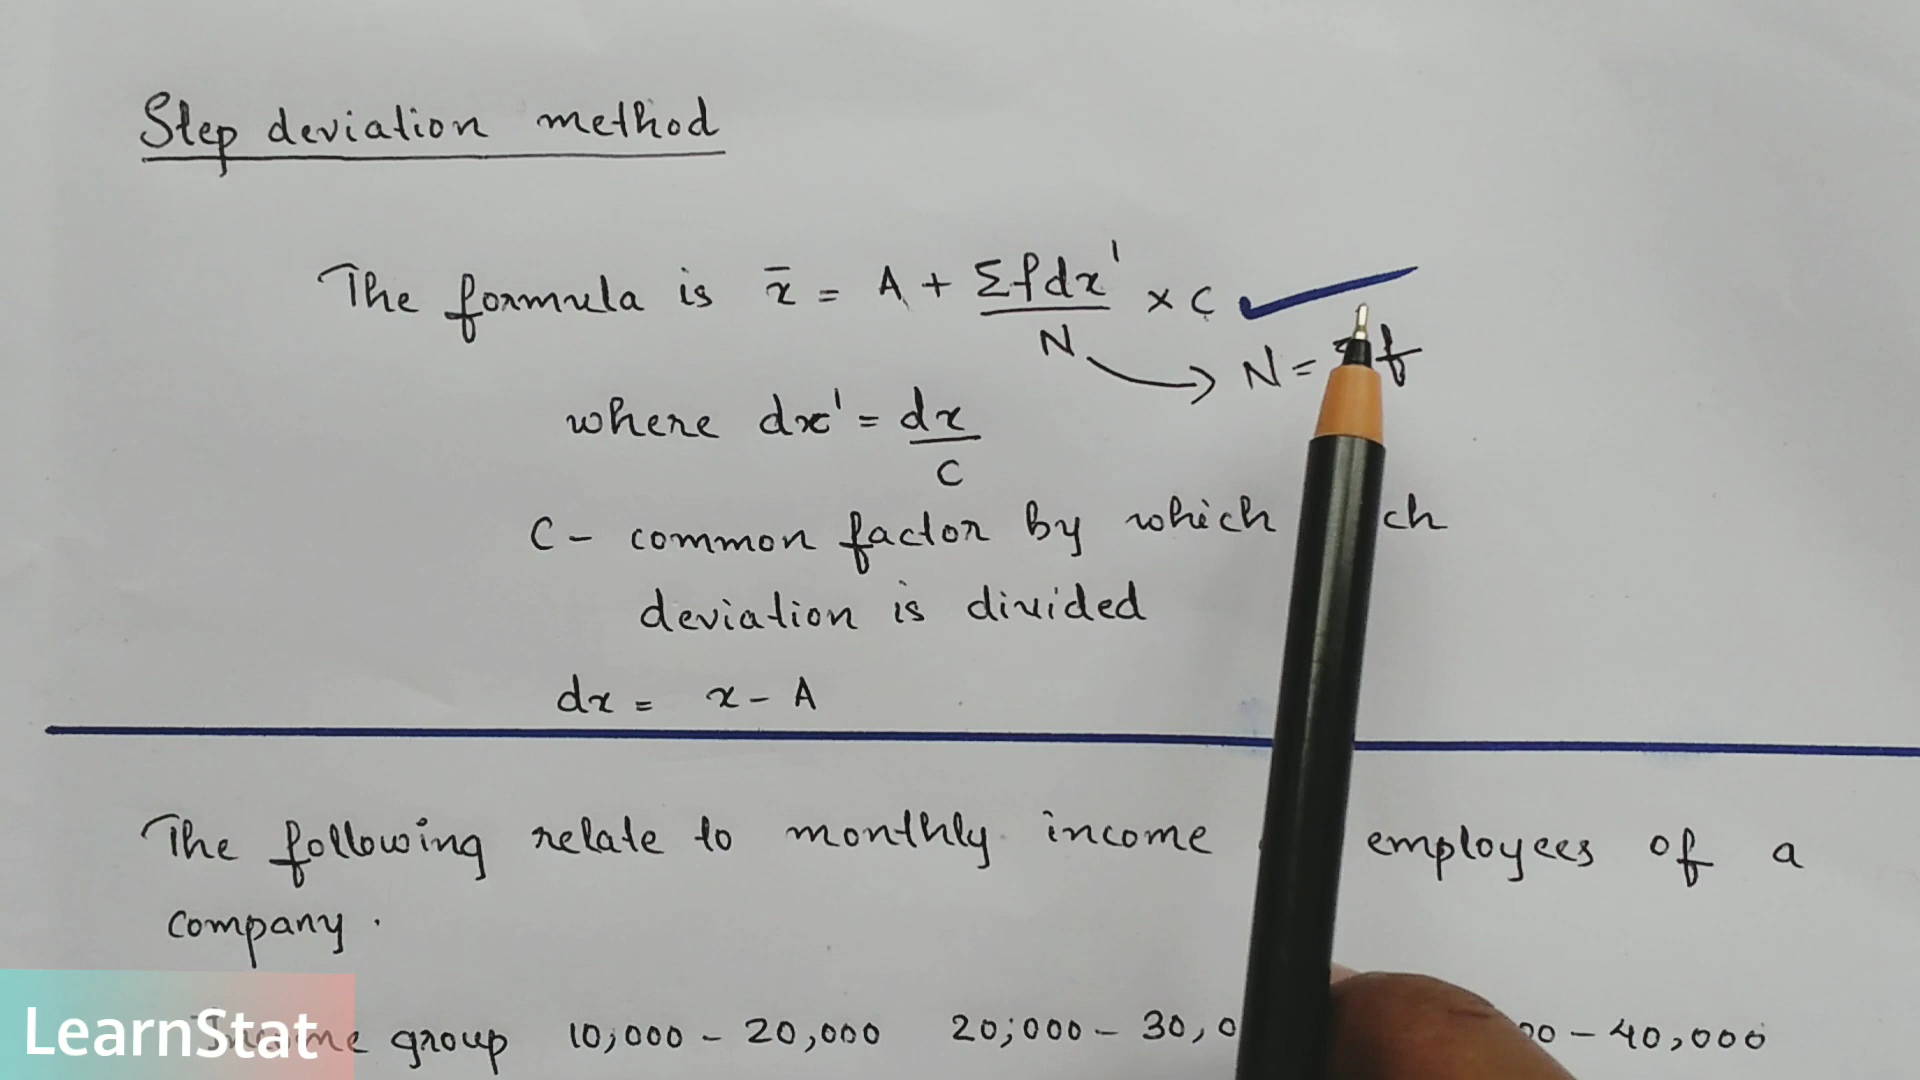 Step deviation method
The formula is x̄ = A + Σfdx' / N × C
N = f
where dx' = dx / C
C - common factor by which
deviation is divided
dx = x - A
The following relate to monthly income employees of a
company.
group 10,000 - 20,000 20,000 - 30,0 00 - 40,000
LearnStat